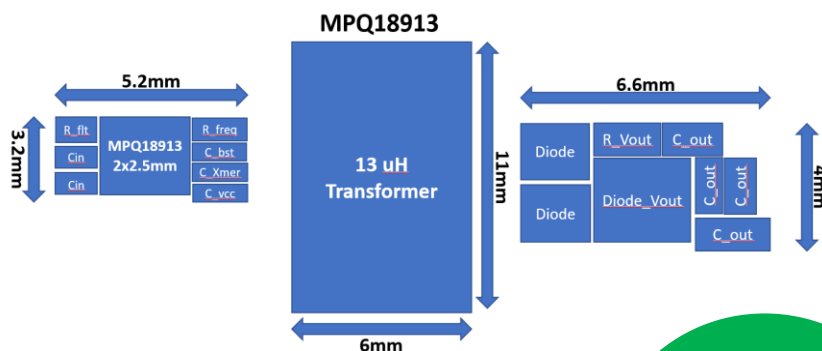 MPQ18913
5.2mm
3.2mm
R_flt
Cin
Cin
MPQ18913
2x2.5mm
R_freq
C_bst
C_Xmer
C_vcc
13 uH
Transformer
11mm
6mm
6.6mm
Diode
Diode
R_Vout
C_out
Diode_Vout
C_out
C_out
C_out
4mm